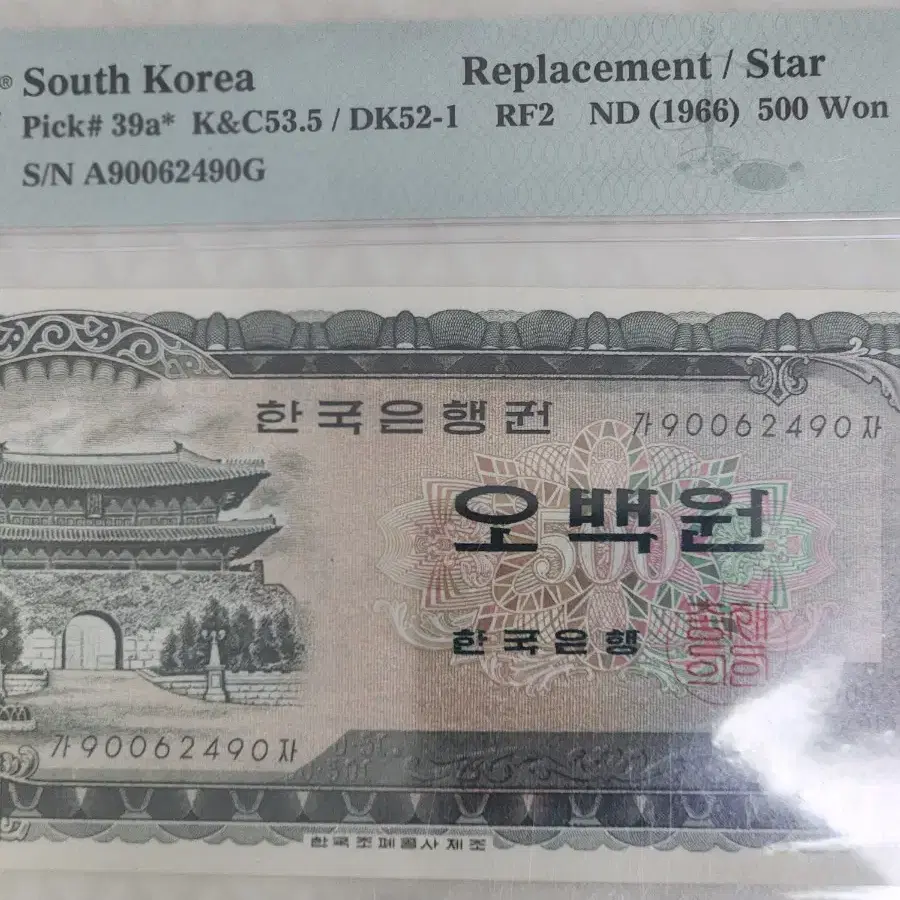 ® South Korea Replacement / Star
Pick# 39a* K&C53.5 / DK52-1 RF2 ND (1966) 500 Won
S/N A90062490G
한국은행권 가90062490자
오백원
500
한국은행
가90062490자
한국조폐공사제조